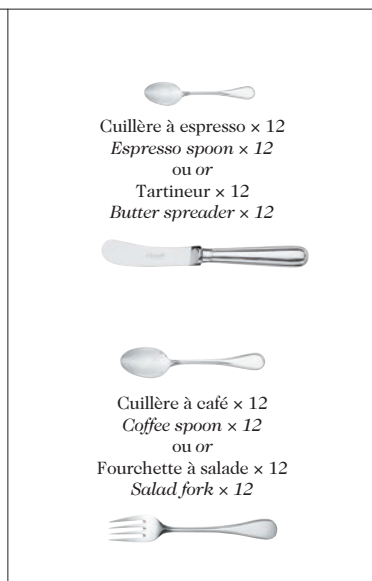 Cuillère à espresso × 12
Espresso spoon × 12
ou or
Tartineur × 12
Butter spreader × 12
Cuillère à café × 12
Coffee spoon × 12
ou or
Fourchette à salade × 12
Salad fork × 12